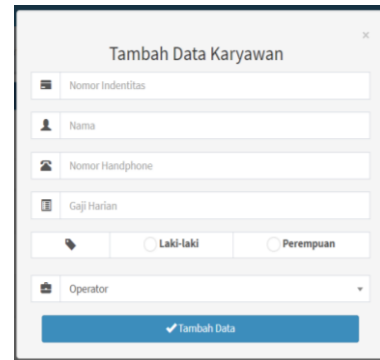 ×
Tambah Data Karyawan
Nomor Indentitas
Nama
Nomor Handphone
Gaji Harian
Laki-laki Perempuan
Operator
Tambah Data